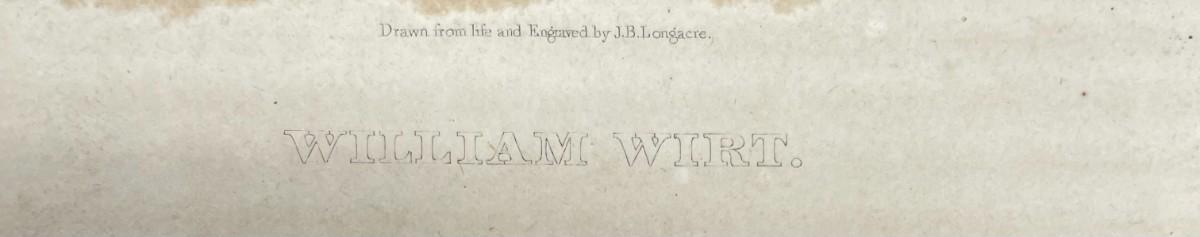 Drawn from life and Engraved by J.B.Longacre.
WILLIAM WIRT.